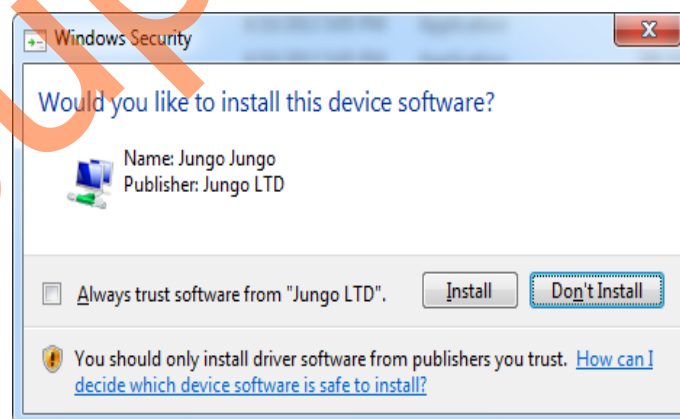 Windows Security
Would you like to install this device software?
Name: Jungo Jungo
Publisher: Jungo LTD
Always trust software from "Jungo LTD".
Install
Don't Install
You should only install driver software from publishers you trust. How can I
decide which device software is safe to install?